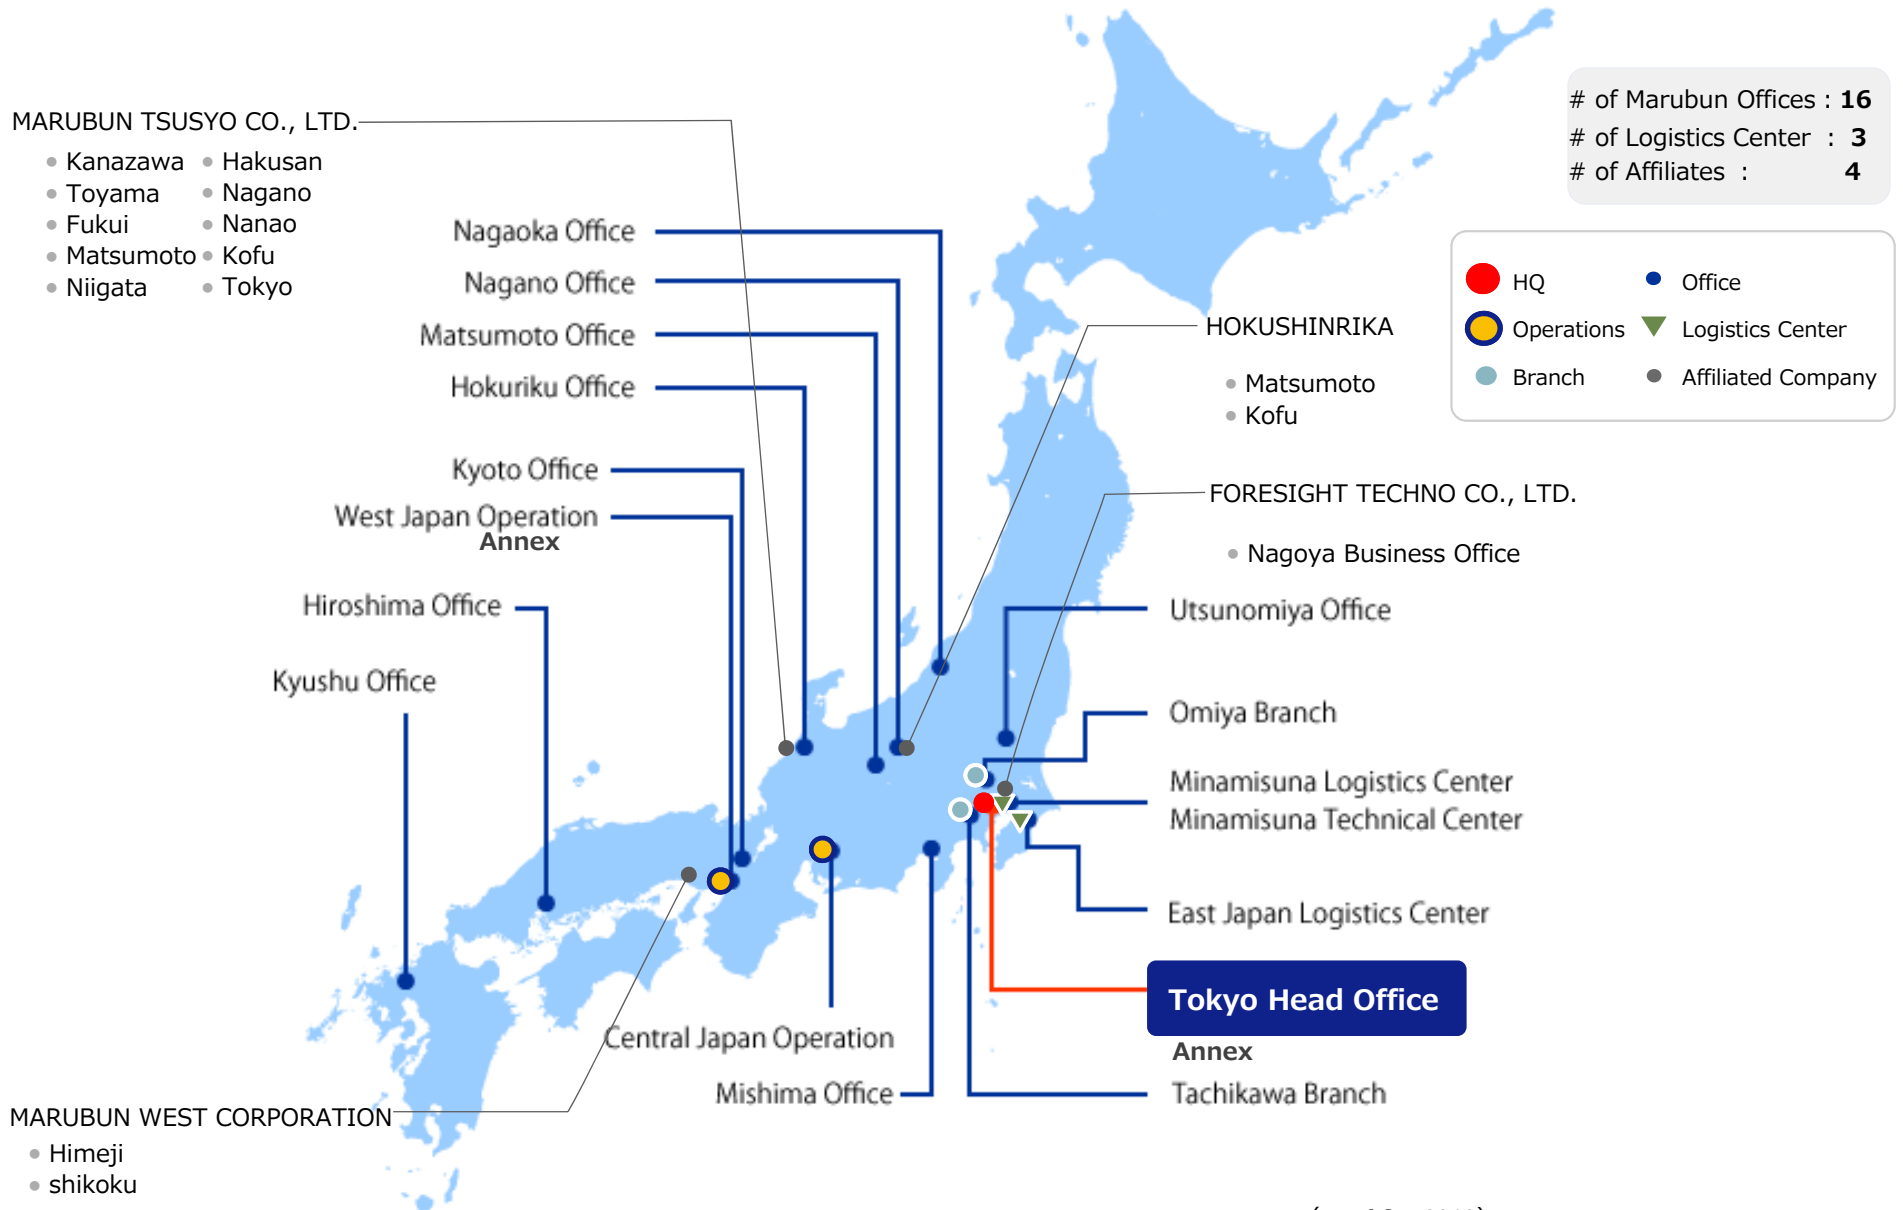 # of Marubun Offices : 16
# of Logistics Center : 3
# of Affiliates : 4
MARUBUN TSUSYO CO., LTD.
Kanazawa
Hakusan
Toyama
Nagano
Fukui
Nanao
Matsumoto
Kofu
Niigata
Tokyo
HQ
Office
Operations
Logistics Center
Branch
Affiliated Company
Nagaoka Office
Nagano Office
Matsumoto Office
Hokuriku Office
Kyoto Office
West Japan Operation
Annex
Hiroshima Office
Kyushu Office
HOKUSHINRIKA
Matsumoto
Kofu
FORESIGHT TECHNO CO., LTD.
Nagoya Business Office
Utsunomiya Office
Omiya Branch
Minamisuna Logistics Center
Minamisuna Technical Center
East Japan Logistics Center
Tokyo Head Office
Annex
Tachikawa Branch
Central Japan Operation
Mishima Office
MARUBUN WEST CORPORATION
Himeji
shikoku